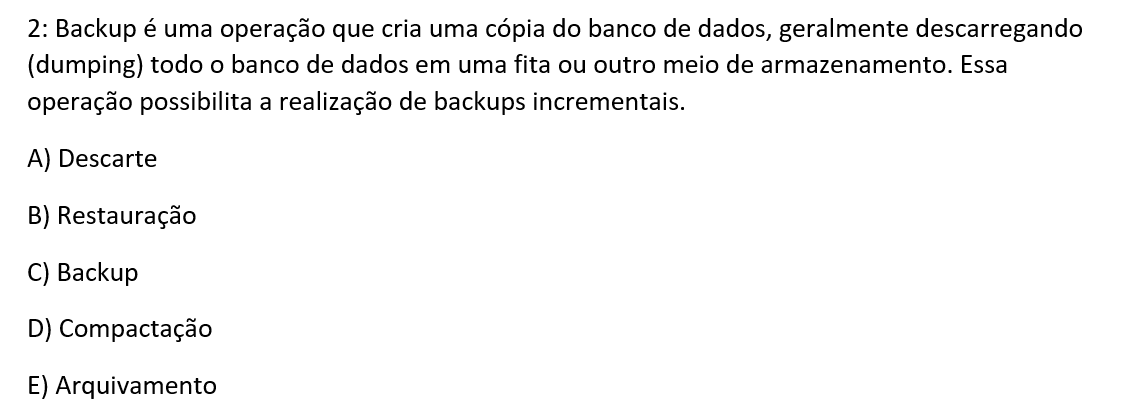 2: Backup é uma operação que cria uma cópia do banco de dados, geralmente descarregando
(dumping) todo o banco de dados em uma fita ou outro meio de armazenamento. Essa
operação possibilita a realização de backups incrementais.
A) Descarte
B) Restauração
C) Backup
D) Compactação
E) Arquivamento